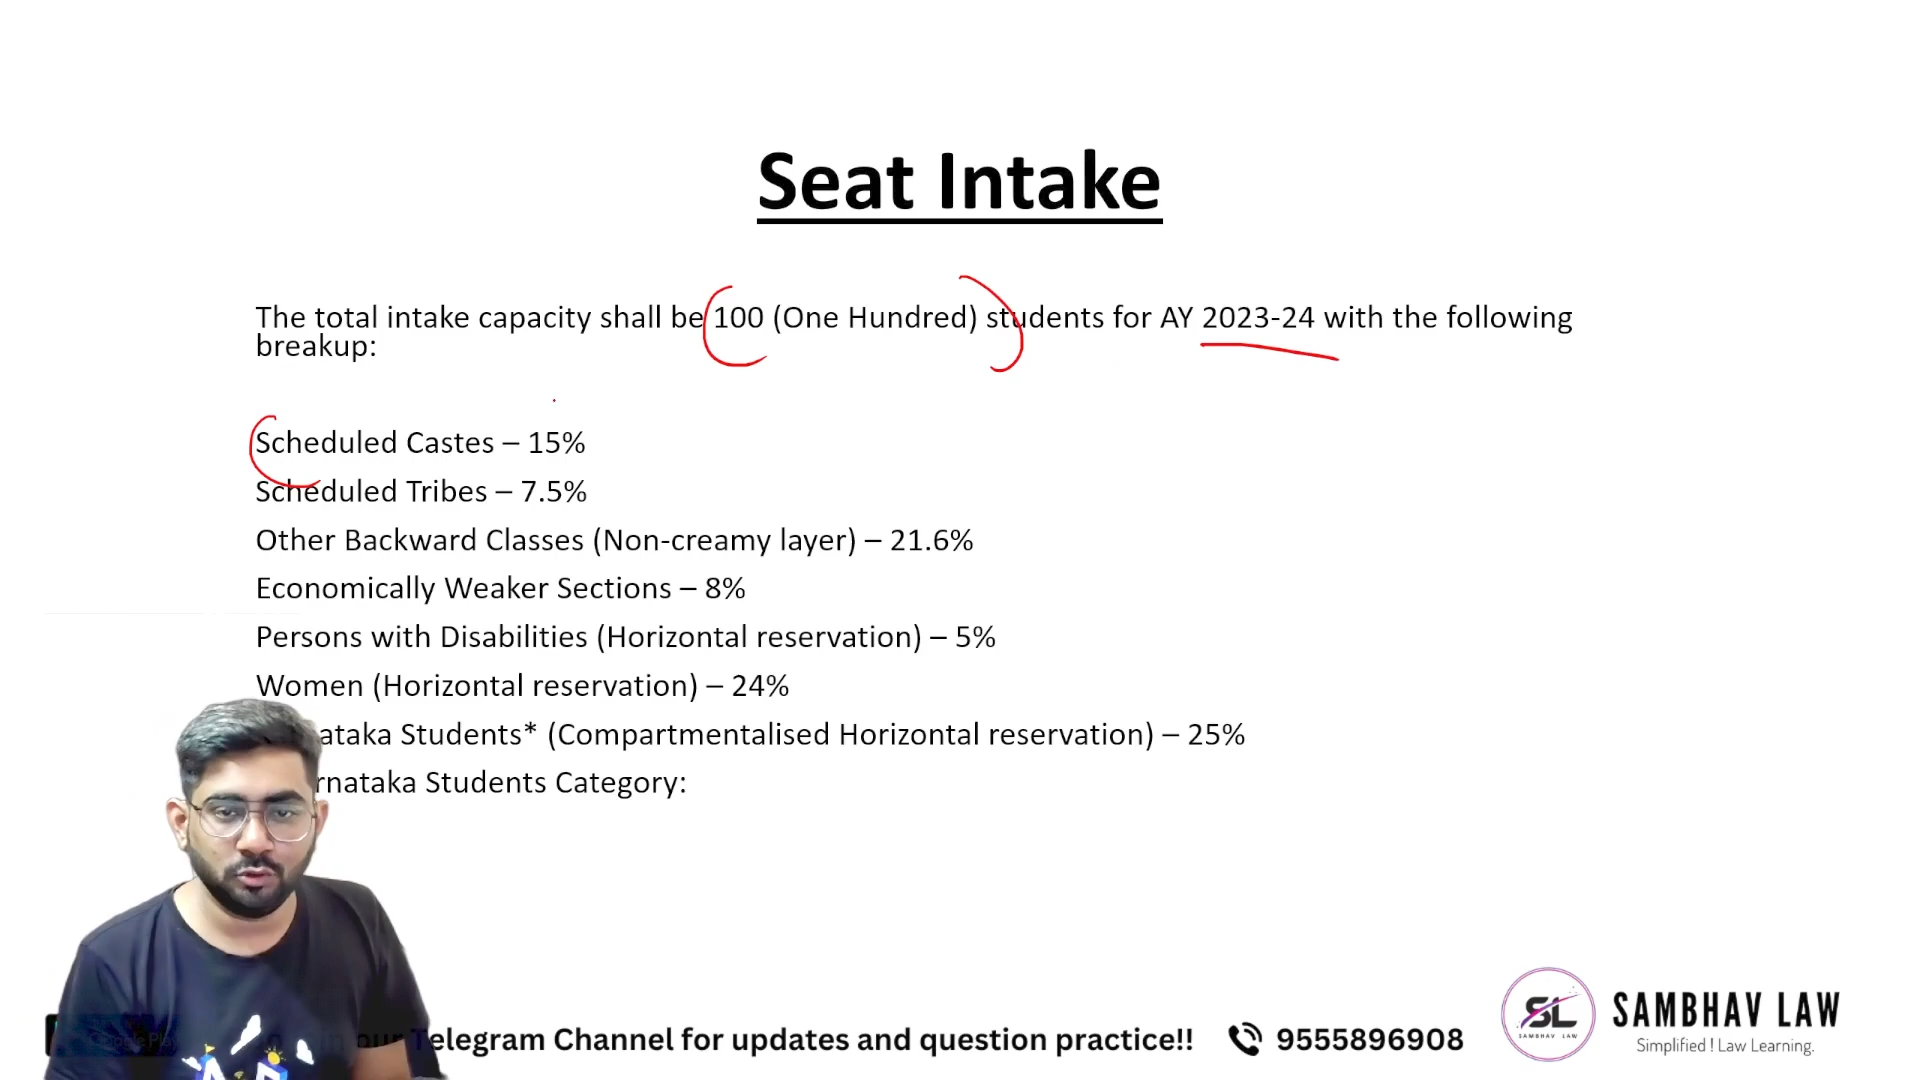 Seat Intake
The total intake capacity shall be 100 (One Hundred) students for AY 2023-24 with the following
breakup:
Scheduled Castes – 15%
Scheduled Tribes – 7.5%
Other Backward Classes (Non-creamy layer) – 21.6%
Economically Weaker Sections – 8%
Persons with Disabilities (Horizontal reservation) – 5%
Women (Horizontal reservation) – 24%
ataka Students* (Compartmentalised Horizontal reservation) – 25%
rnataka Students Category:
Telegram Channel for updates and question practice!! 9555896908
SL
SAMBHAV LAW
SAMBHAV LAW
Simplified ! Law Learning.